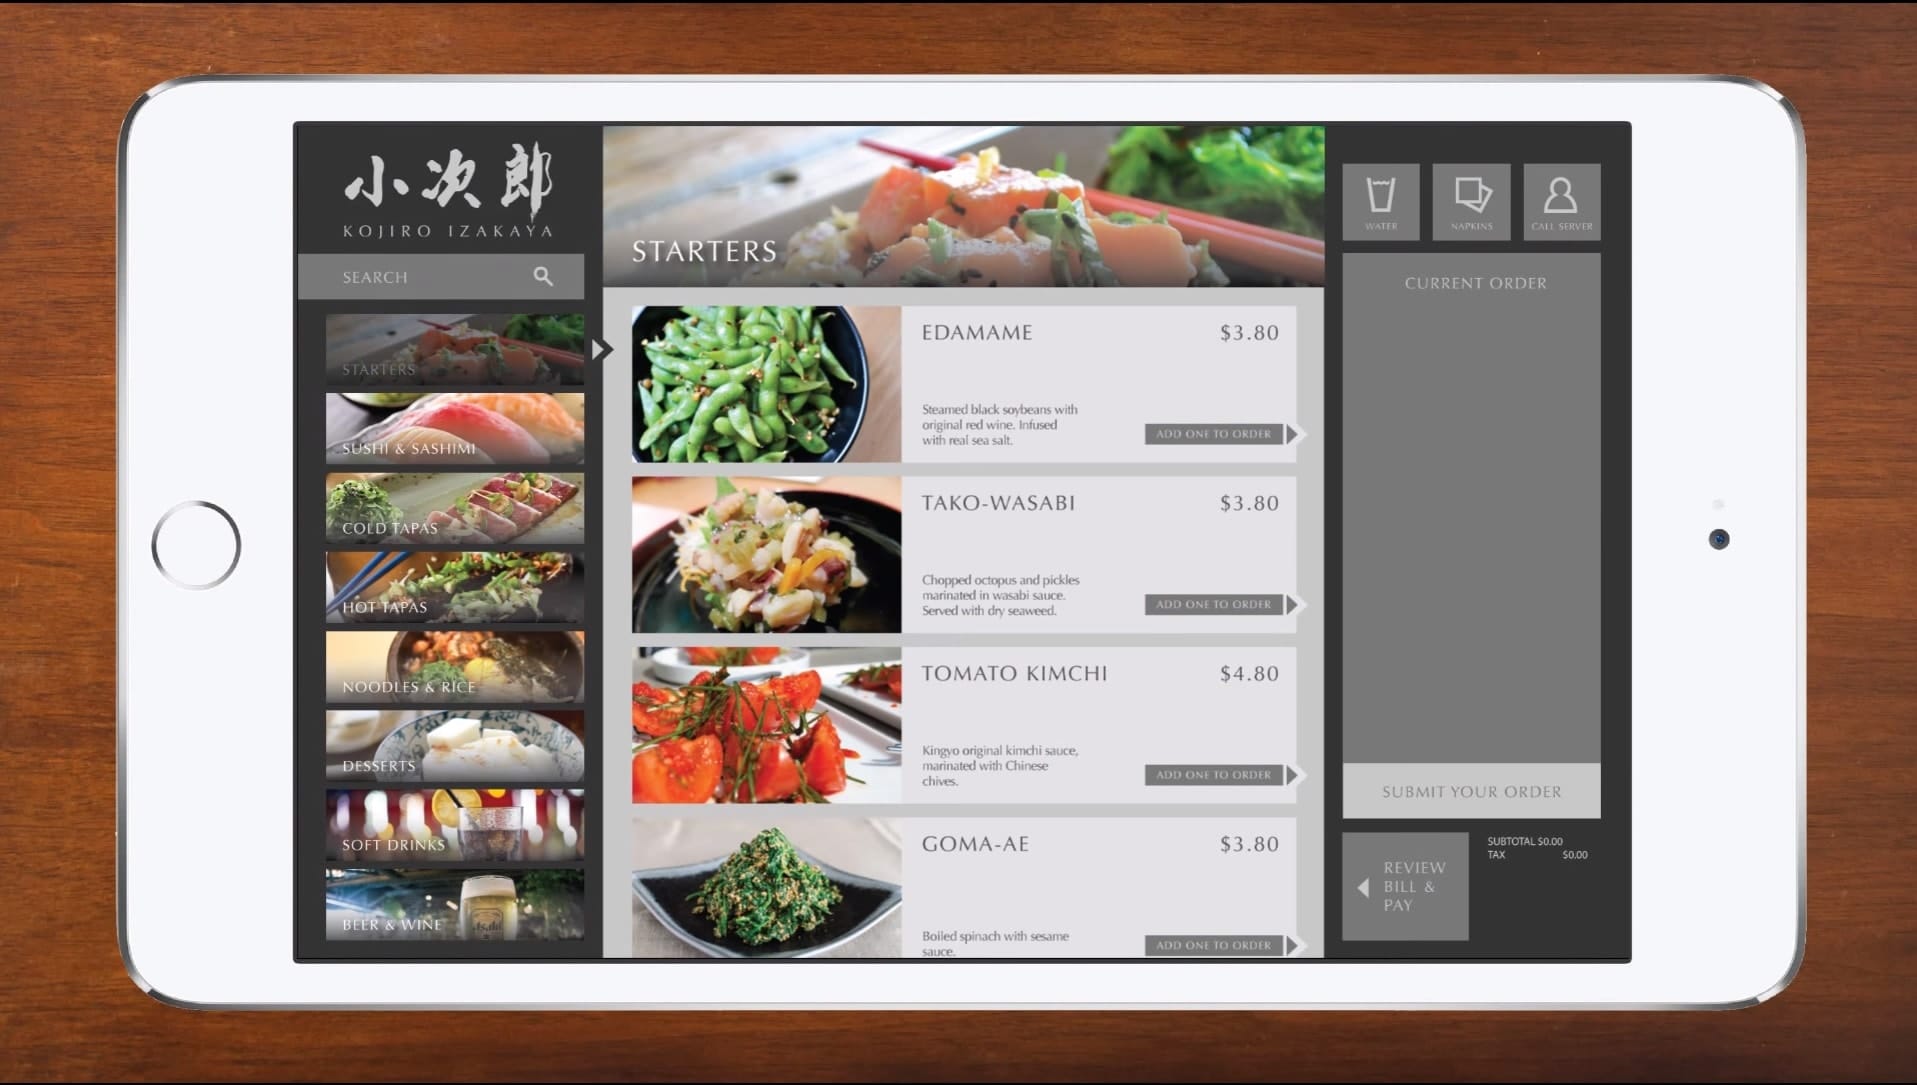 小次郎
KOJIRO IZAKAYA
SEARCH
STARTERS
SUSHI & SASHIMI
COLD TAPAS
HOT TAPAS
NOODLES & RICE
DESSERTS
SOFT DRINKS
Asahi
BEER & WINE
STARTERS
EDAMAME
$3.80
Steamed black soybeans with
original red wine. Infused
with real sea salt.
ADD ONE TO ORDER
TAKO-WASABI
$3.80
Chopped octopus and pickles
marinated in wasabi sauce.
Served with dry seaweed.
ADD ONE TO ORDER
TOMATO KIMCHI
$4.80
Kingyo original kimchi sauce,
marinated with Chinese
chives.
ADD ONE TO ORDER
GOMA-AE
$3.80
Boiled spinach with sesame
sauce.
ADD ONE TO ORDER
WATER
NAPKINS
CALL SERVER
CURRENT ORDER
SUBMIT YOUR ORDER
REVIEW
BILL &
PAY
SUBTOTAL $0.00
TAX $0.00